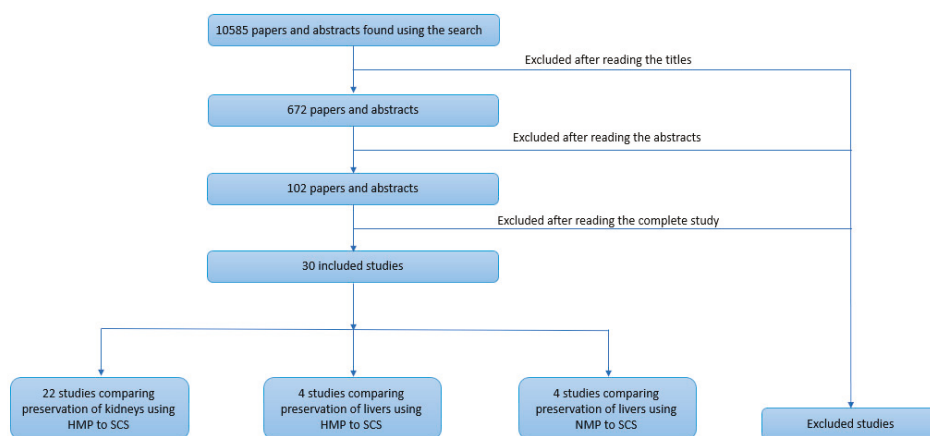 10585 papers and abstracts found using the search
Excluded after reading the titles
672 papers and abstracts
Excluded after reading the abstracts
102 papers and abstracts
Excluded after reading the complete study
30 included studies
22 studies comparing
preservation of kidneys using
HMP to SCS
4 studies comparing
preservation of livers using
HMP to SCS
4 studies comparing
preservation of livers using
NMP to SCS
Excluded studies